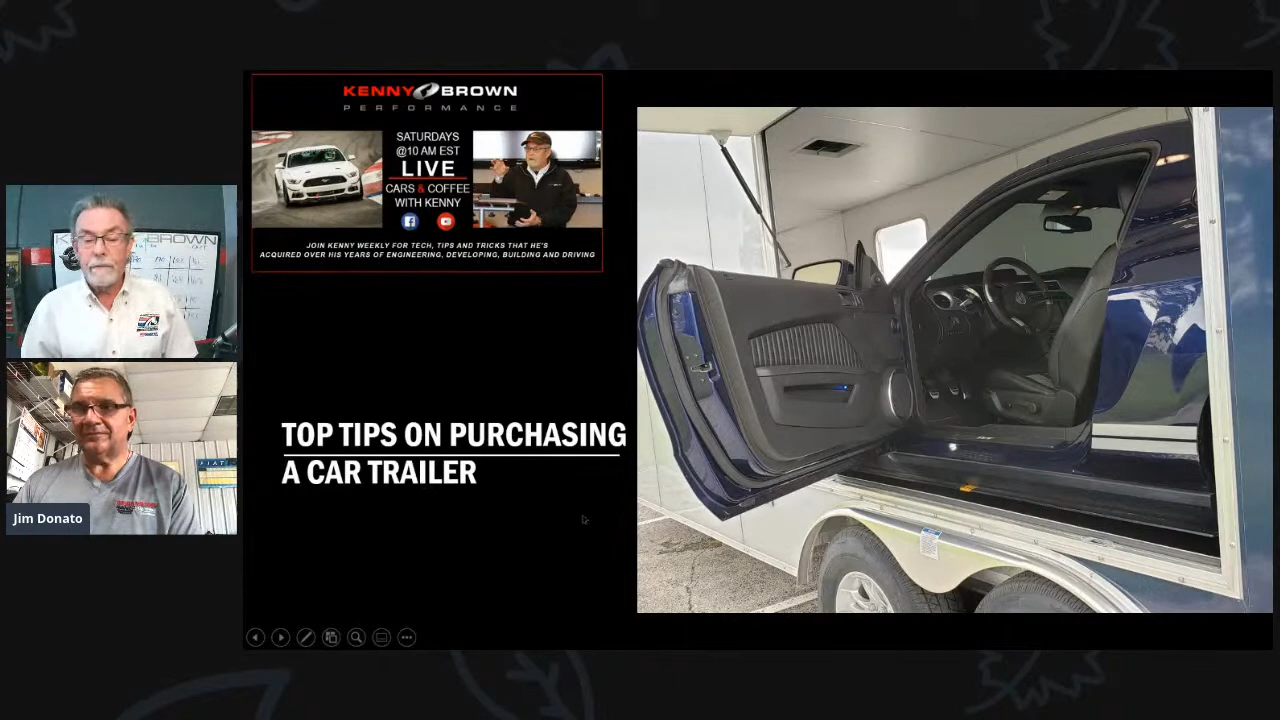 KENNY BROWN
PERFORMANCE
SATURDAYS
@10 AM EST
LIVE
CARS & COFFEE
WITH KENNY
JOIN KENNY WEEKLY FOR TECH, TIPS AND TRICKS THAT HE'S
ACQUIRED OVER HIS YEARS OF ENGINEERING, DEVELOPING, BUILDING AND DRIVING
BROWN
Jim Donato
TOP TIPS ON PURCHASING
A CAR TRAILER